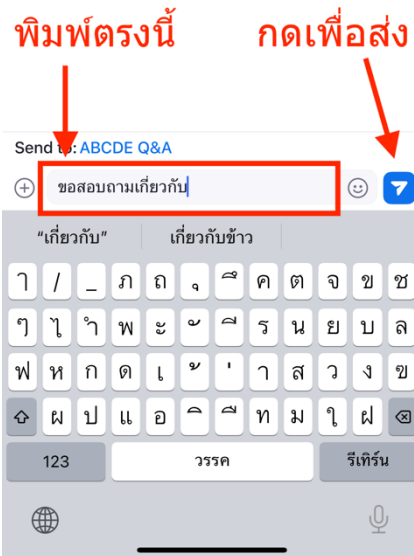 พิมพ์ตรงนี้ กดเพื่อส่ง
Send to: ABCDE Q&A
ขอสอบถามเกี่ยวกับ
“เกี่ยวกับ” เกี่ยวกับข้าว
ๅ / _ ภ ถ ุ ึ ค ต จ ข ช
ๆ ไ ำ พ ะ ั ี ร น ย บ ล
ฟ ห ก ด เ ้ ่ า ส ว ง ฃ
ผ ป แ อ ิ ื ท ม ใ ฝ
123 วรรค รีเทิร์น